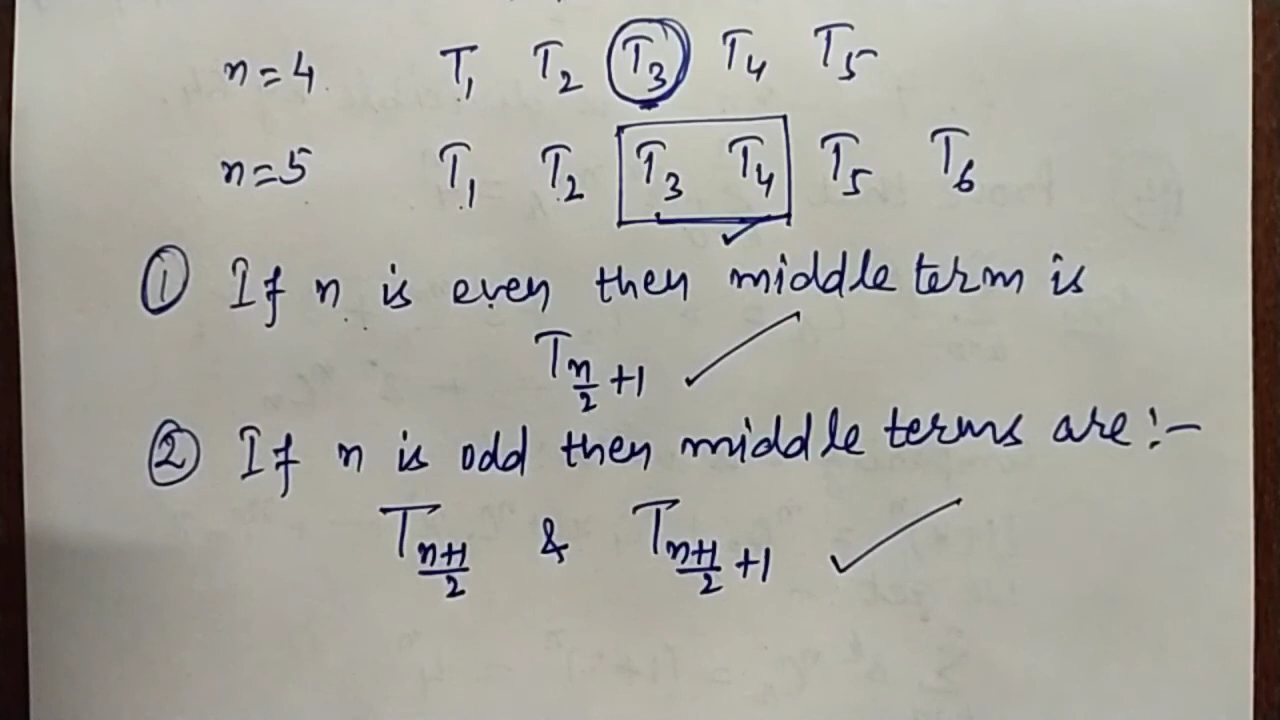 n=4 T₁ T₂ T₃ T₄ T₅
n=5 T₁ T₂ T₃ T₄ T₅ T₆
① If n is even then middle term is
T n/2 +1
② If n is odd then middle terms are :-
T (n+1)/2 & T (n+1)/2 +1